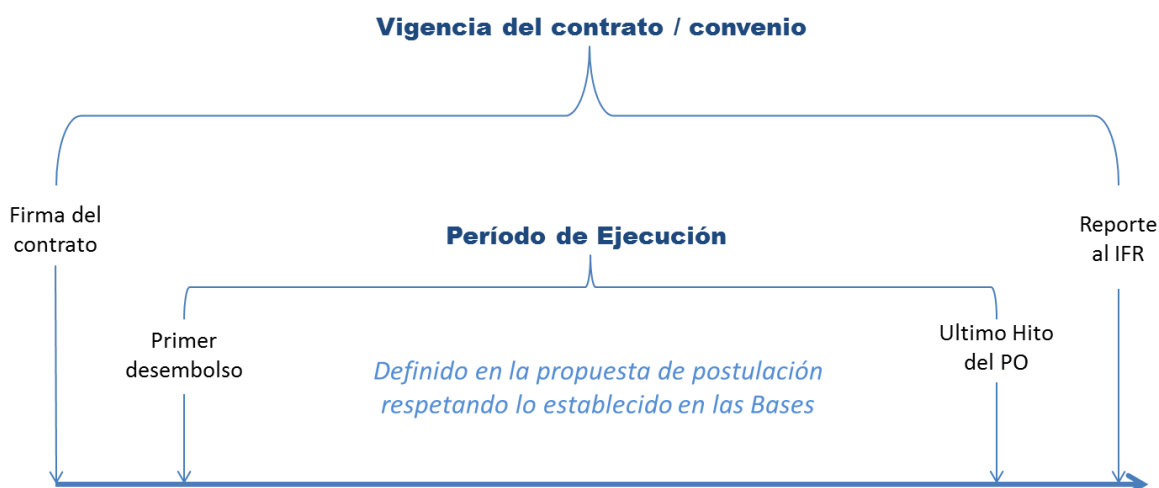 Vigencia del contrato / convenio
Firma del
contrato
Reporte
al IFR
Período de Ejecución
Primer
desembolso
Ultimo Hito
del PO
Definido en la propuesta de postulación
respetando lo establecido en las Bases